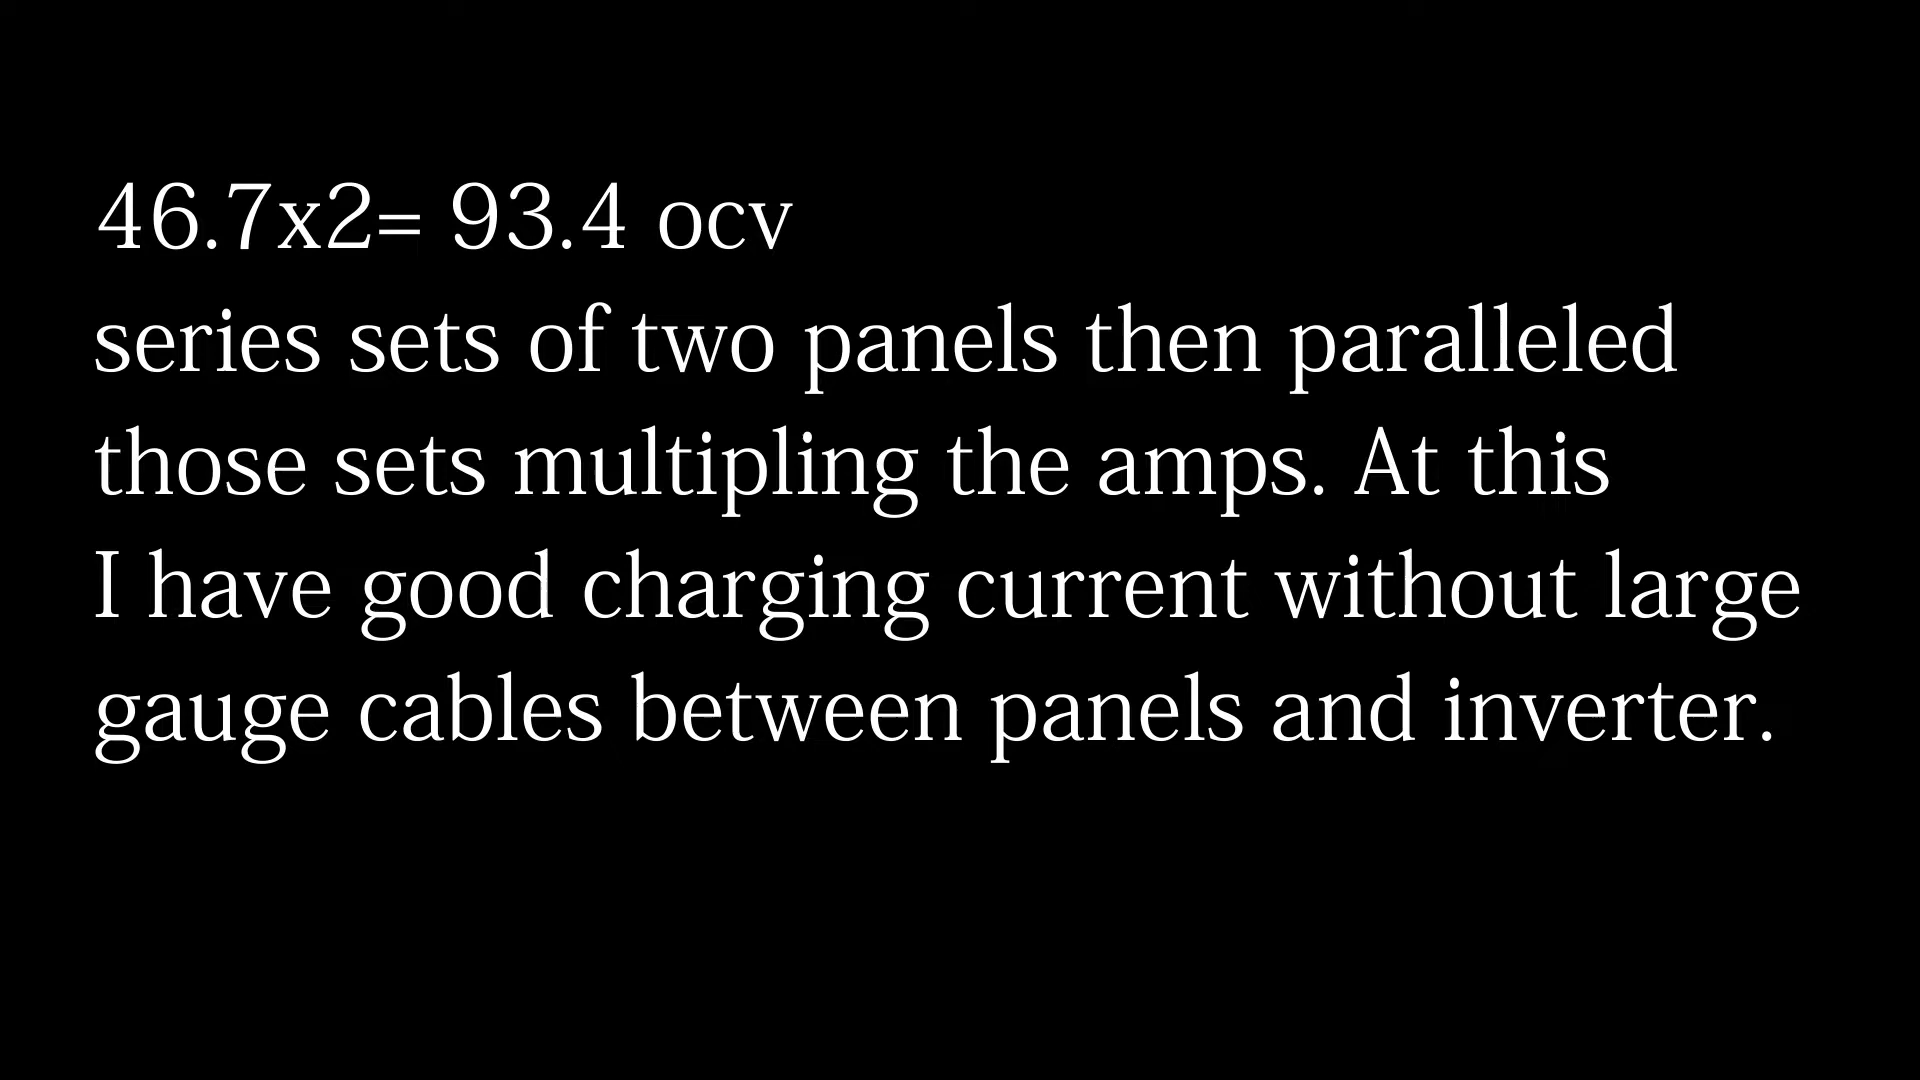 46.7x2= 93.4 ocv
series sets of two panels then paralleled
those sets multipling the amps. At this
I have good charging current without large
gauge cables between panels and inverter.